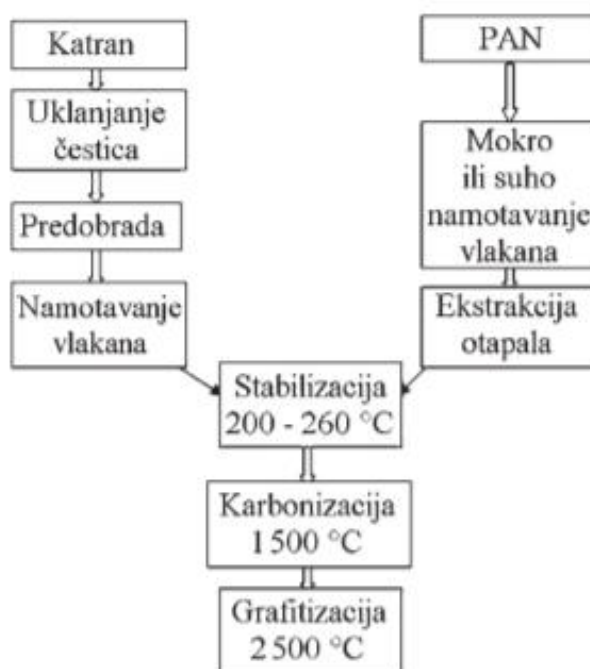 Katran
Uklanjanje
čestica
Predobrada
Namotavanje
vlakana
PAN
Mokro
ili suho
namotavanje
vlakana
Ekstrakcija
otapala
Stabilizacija
200 - 260 °C
Karbonizacija
1 500 °C
Grafitizacija
2 500 °C